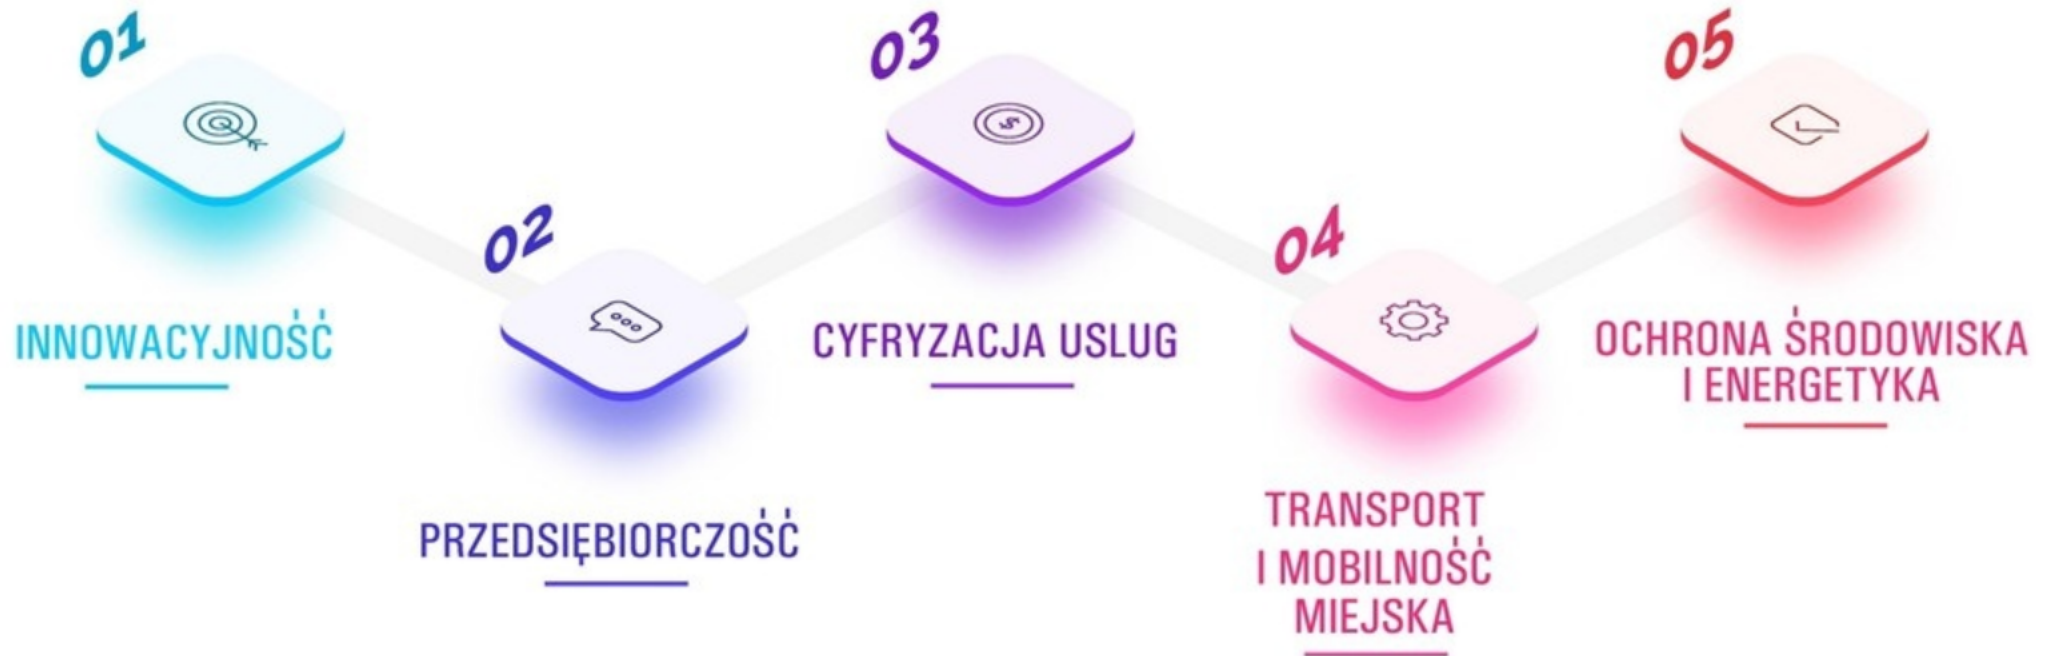 01
INNOWACYJNOŚĆ
02
PRZEDSIĘBIORCZOŚĆ
03
CYFRYZACJA USLUG
04
TRANSPORT
I MOBILNOŚĆ
MIEJSKA
05
OCHRONA ŚRODOWISKA
I ENERGETYKA